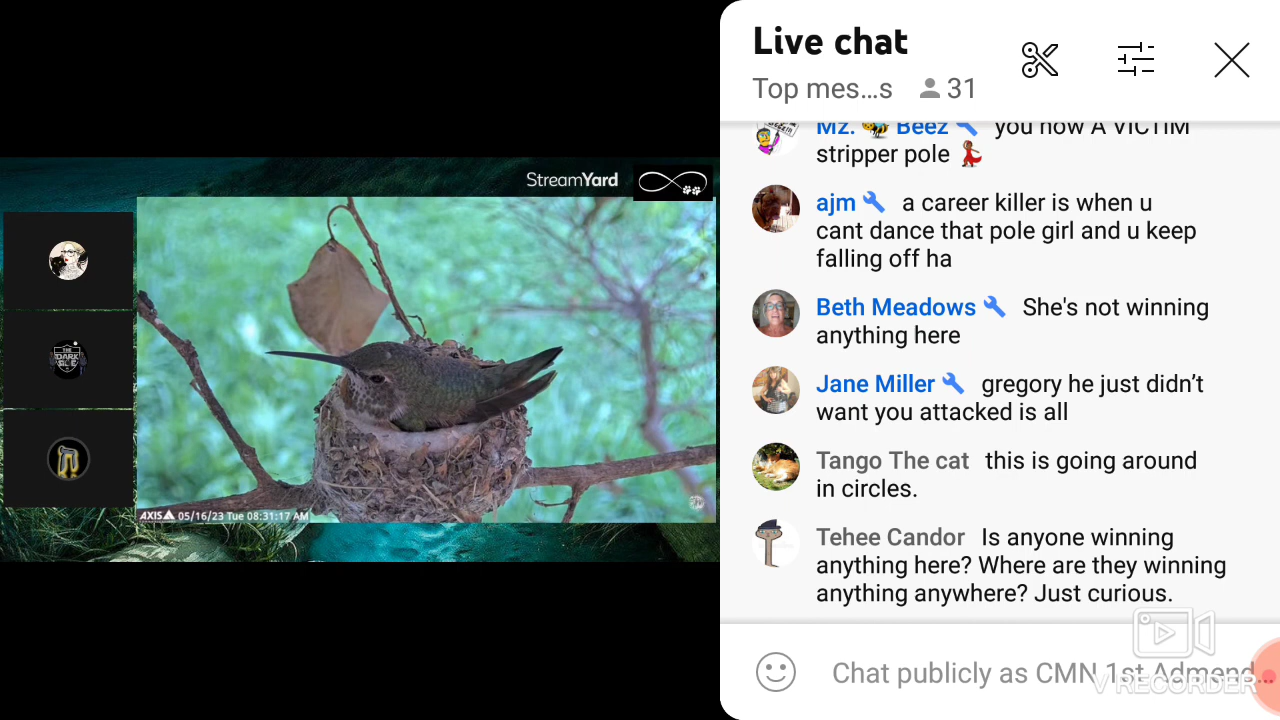 Live chat
Top mes...s 31
Mz. Beez you now A VICTIM
stripper pole
ajm a career killer is when u
cant dance that pole girl and u keep
falling off ha
Beth Meadows She's not winning
anything here
Jane Miller gregory he just didn't
want you attacked is all
Tango The cat this is going around
in circles.
Tehee Candor Is anyone winning
anything here? Where are they winning
anything anywhere? Just curious.
Chat publicly as CMN 1st Admend...
V RECORDER
StreamYard
THE
DARK
SIDE
AXIS 05/16/23 Tue 08:31:17 AM